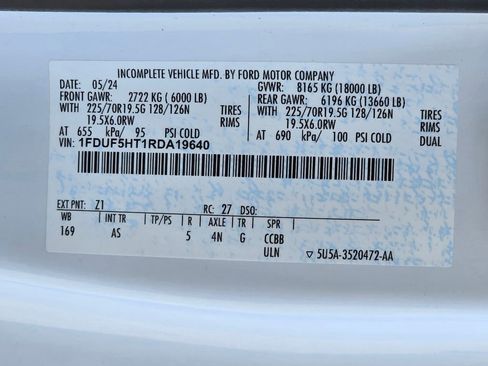 INCOMPLETE VEHICLE MFD. BY FORD MOTOR COMPANY
DATE: 05/24 GVWR: 8165 KG (18000 LB)
FRONT GAWR: 2722 KG ( 6000 LB) REAR GAWR: 6196 KG (13660 LB)
WITH 225/70R19.5G 128/126N TIRES WITH 225/70R19.5G 128/126N TIRES
19.5X6.0RW RIMS 19.5X6.0RW RIMS
AT 655 kPa/ 95 PSI COLD AT 690 kPa/ 100 PSI COLD DUAL
VIN: 1FDUF5HT1RDA19640
EXT PNT: Z1 RC: 27 DSO:
WB INT TR TP/PS R AXLE TR SPR
169 AS 5 4N G CCBB
ULN ▽ 5U5A-3520472-AA